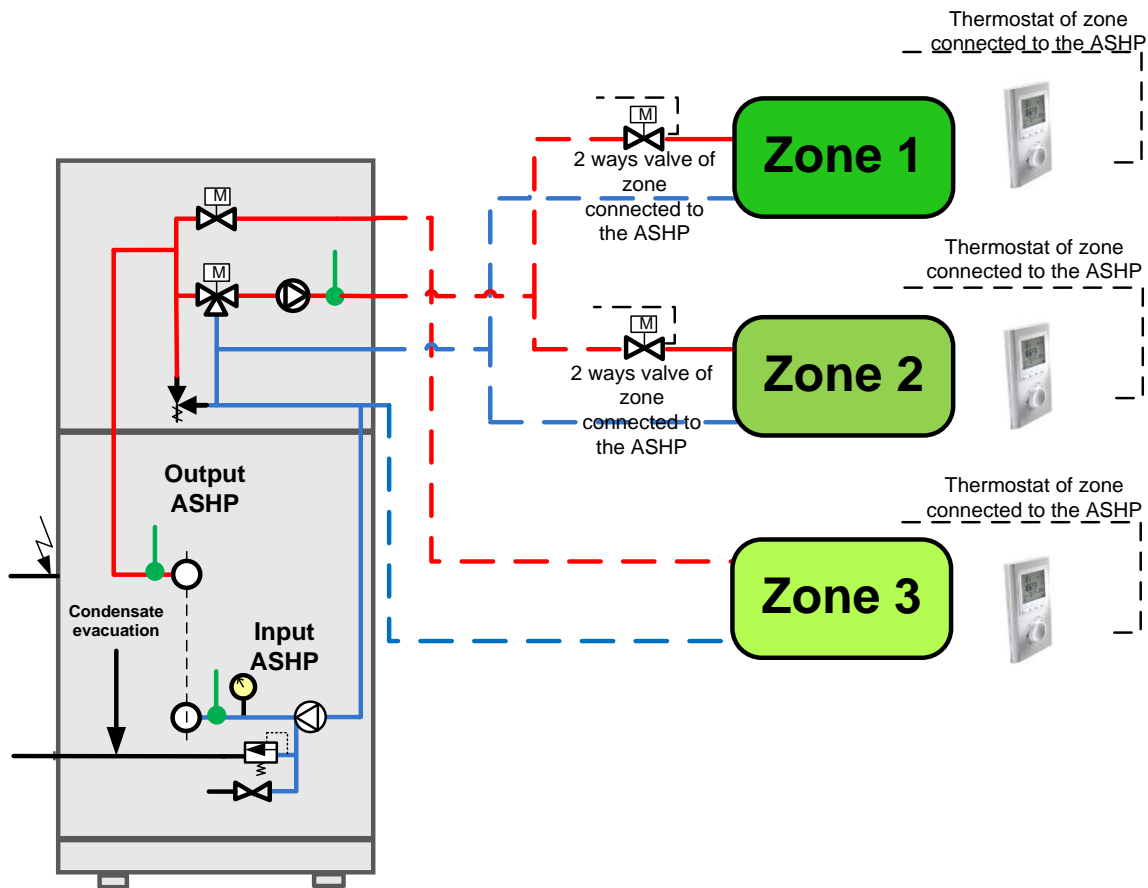 Thermostat of zone
connected to the ASHP
M
2 ways valve of
zone
connected to
the ASHP
Zone 1
M
M
Thermostat of zone
connected to the ASHP
M
2 ways valve of
zone
connected to
the ASHP
Zone 2
Output
ASHP
Thermostat of zone
connected to the ASHP
Zone 3
Condensate
evacuation
Input
ASHP